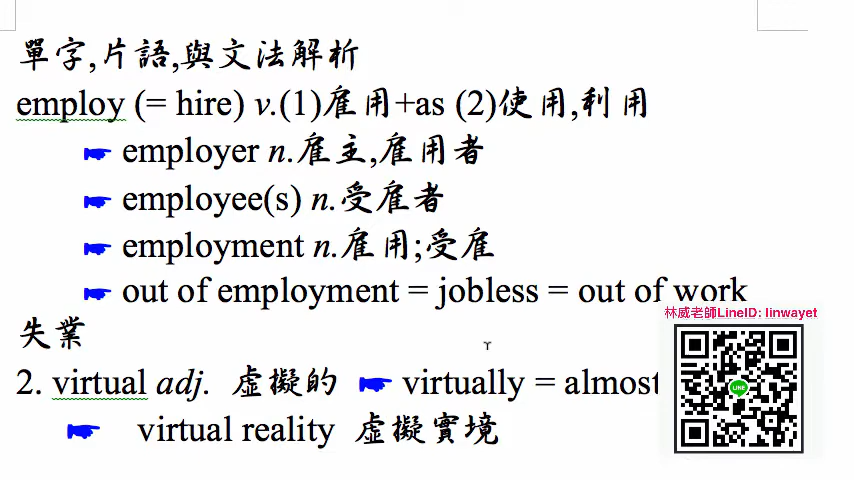 單字,片語,與文法解析
employ (= hire) v.(1)雇用+as (2)使用,利用
☛ employer n.雇主,雇用者
☛ employee(s) n.受雇者
☛ employment n.雇用;受雇
☛ out of employment = jobless = out of work
失業
林威老師LineID: linwayet
2. virtual adj. 虛擬的 ☛ virtually = almost
☛ virtual reality 虛擬實境
LINE